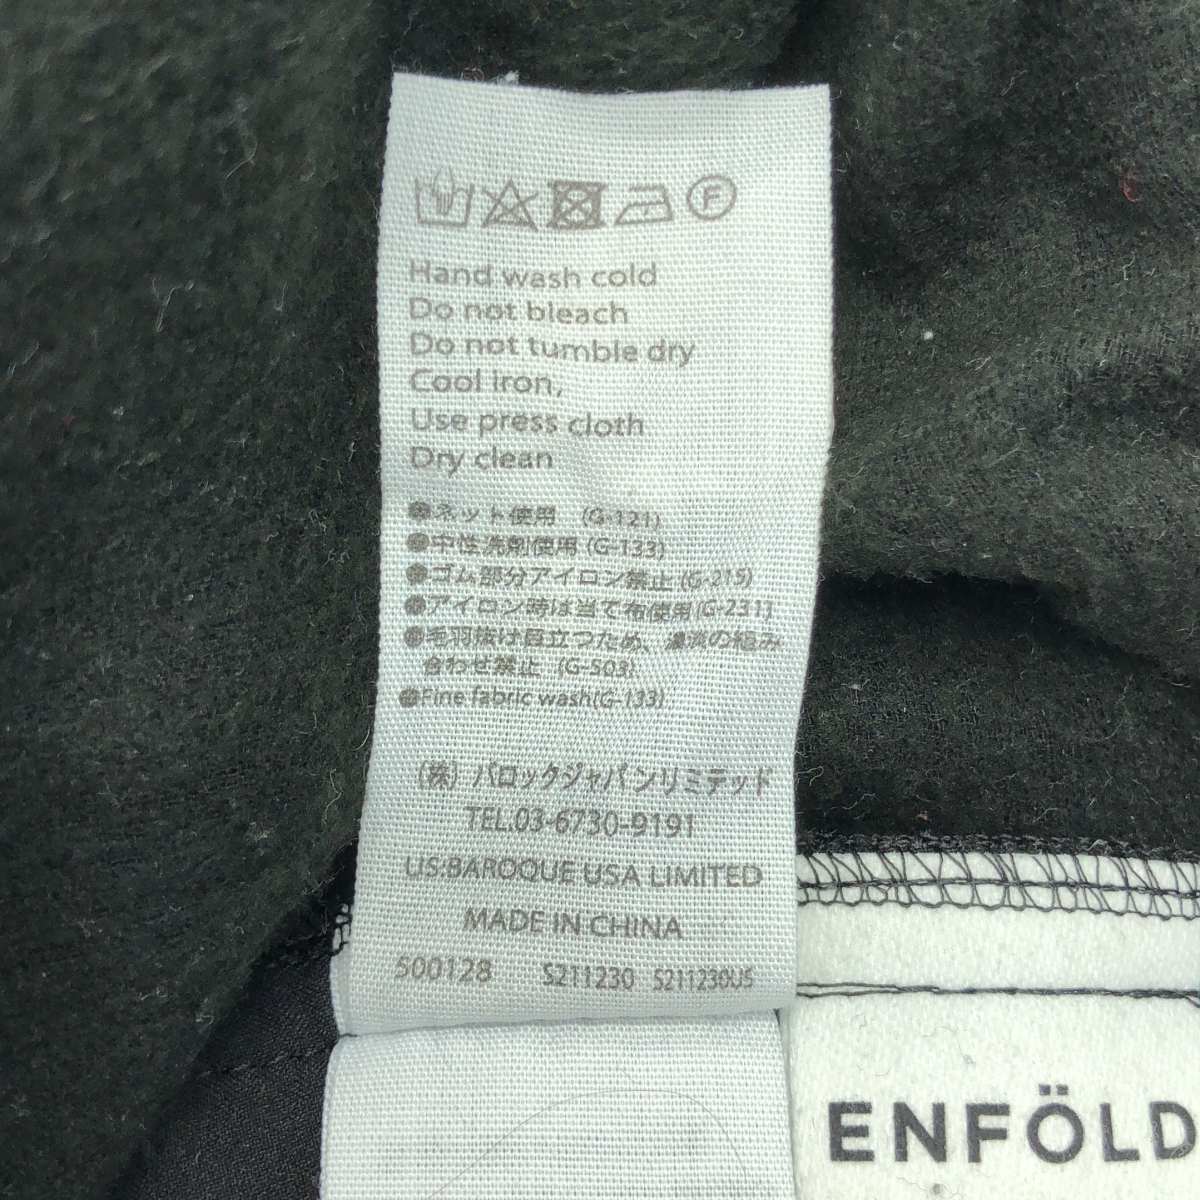 F
Hand wash cold
Do not bleach
Do not tumble dry
Cool iron,
Use press cloth
Dry clean
●ネット使用 (G-121)
●中性洗剤使用 (G-133)
●ゴム部分アイロン禁止 (G-215)
●アイロン時は当て布使用 (G-231)
●毛羽抜け目立つため、濃淡の組み
合わせ禁止 (G-503)
●Fine fabric wash(G-133)
(株) バロックジャパンリミテッド
TEL.03-6730-9191
US:BAROQUE USA LIMITED
MADE IN CHINA
500128 S211230 S211230US
ENFÖLD